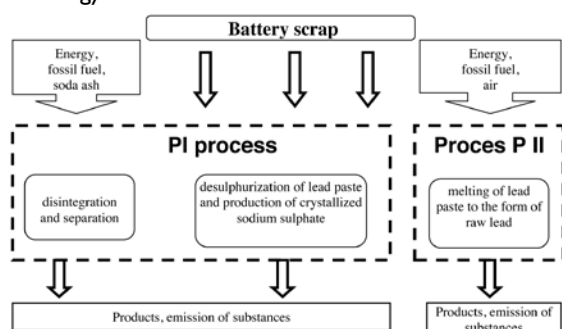 Battery scrap
Energy,
fossil fuel,
soda ash
Energy,
fossil fuel,
air
PI process
disintegration
and separation
desulphurization of lead paste
and production of crystallized
sodium sulphate
Proces P II
melting of lead
paste to the form of
raw lead
Products, emission of substances
Products, emission of
substances